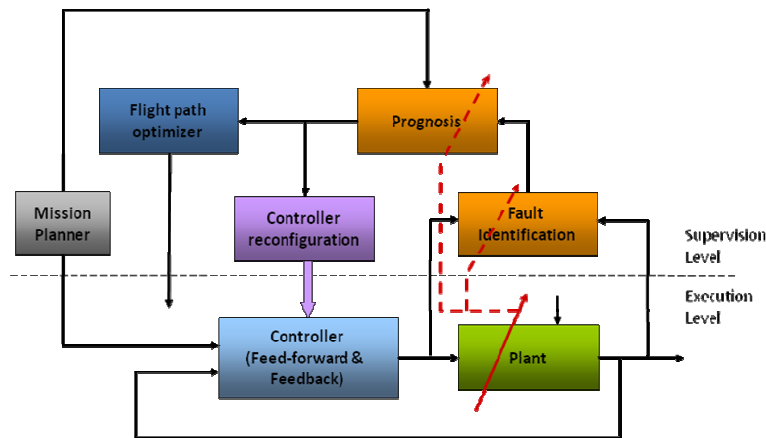 Flight path
optimizer
Prognosis
Mission
Planner
Controller
reconfiguration
Fault
Identification
Supervision
Level
Execution
Level
Controller
(Feed-forward &
Feedback)
Plant